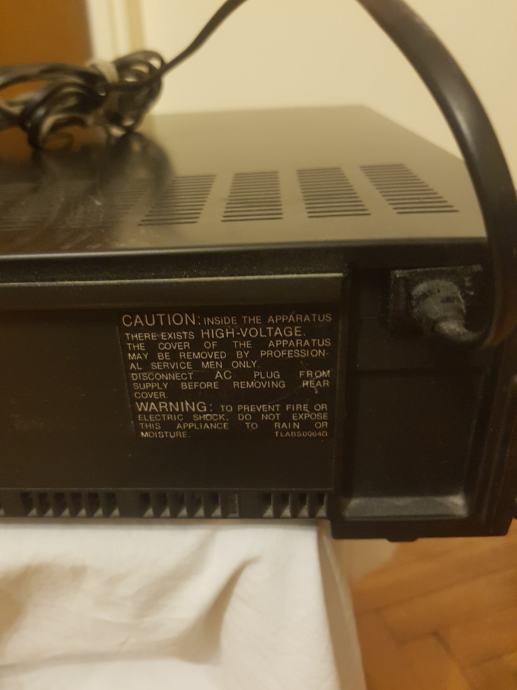 CAUTION: INSIDE THE APPARATUS
THERE EXISTS HIGH-VOLTAGE.
THE COVER OF THE APPARATUS
MAY BE REMOVED BY PROFESSION-
AL SERVICE MEN ONLY.
DISCONNECT AC PLUG FROM
SUPPLY BEFORE REMOVING REAR
COVER.
WARNING: TO PREVENT FIRE OR
ELECTRIC SHOCK, DO NOT EXPOSE
THIS APPLIANCE TO RAIN OR
MOISTURE.